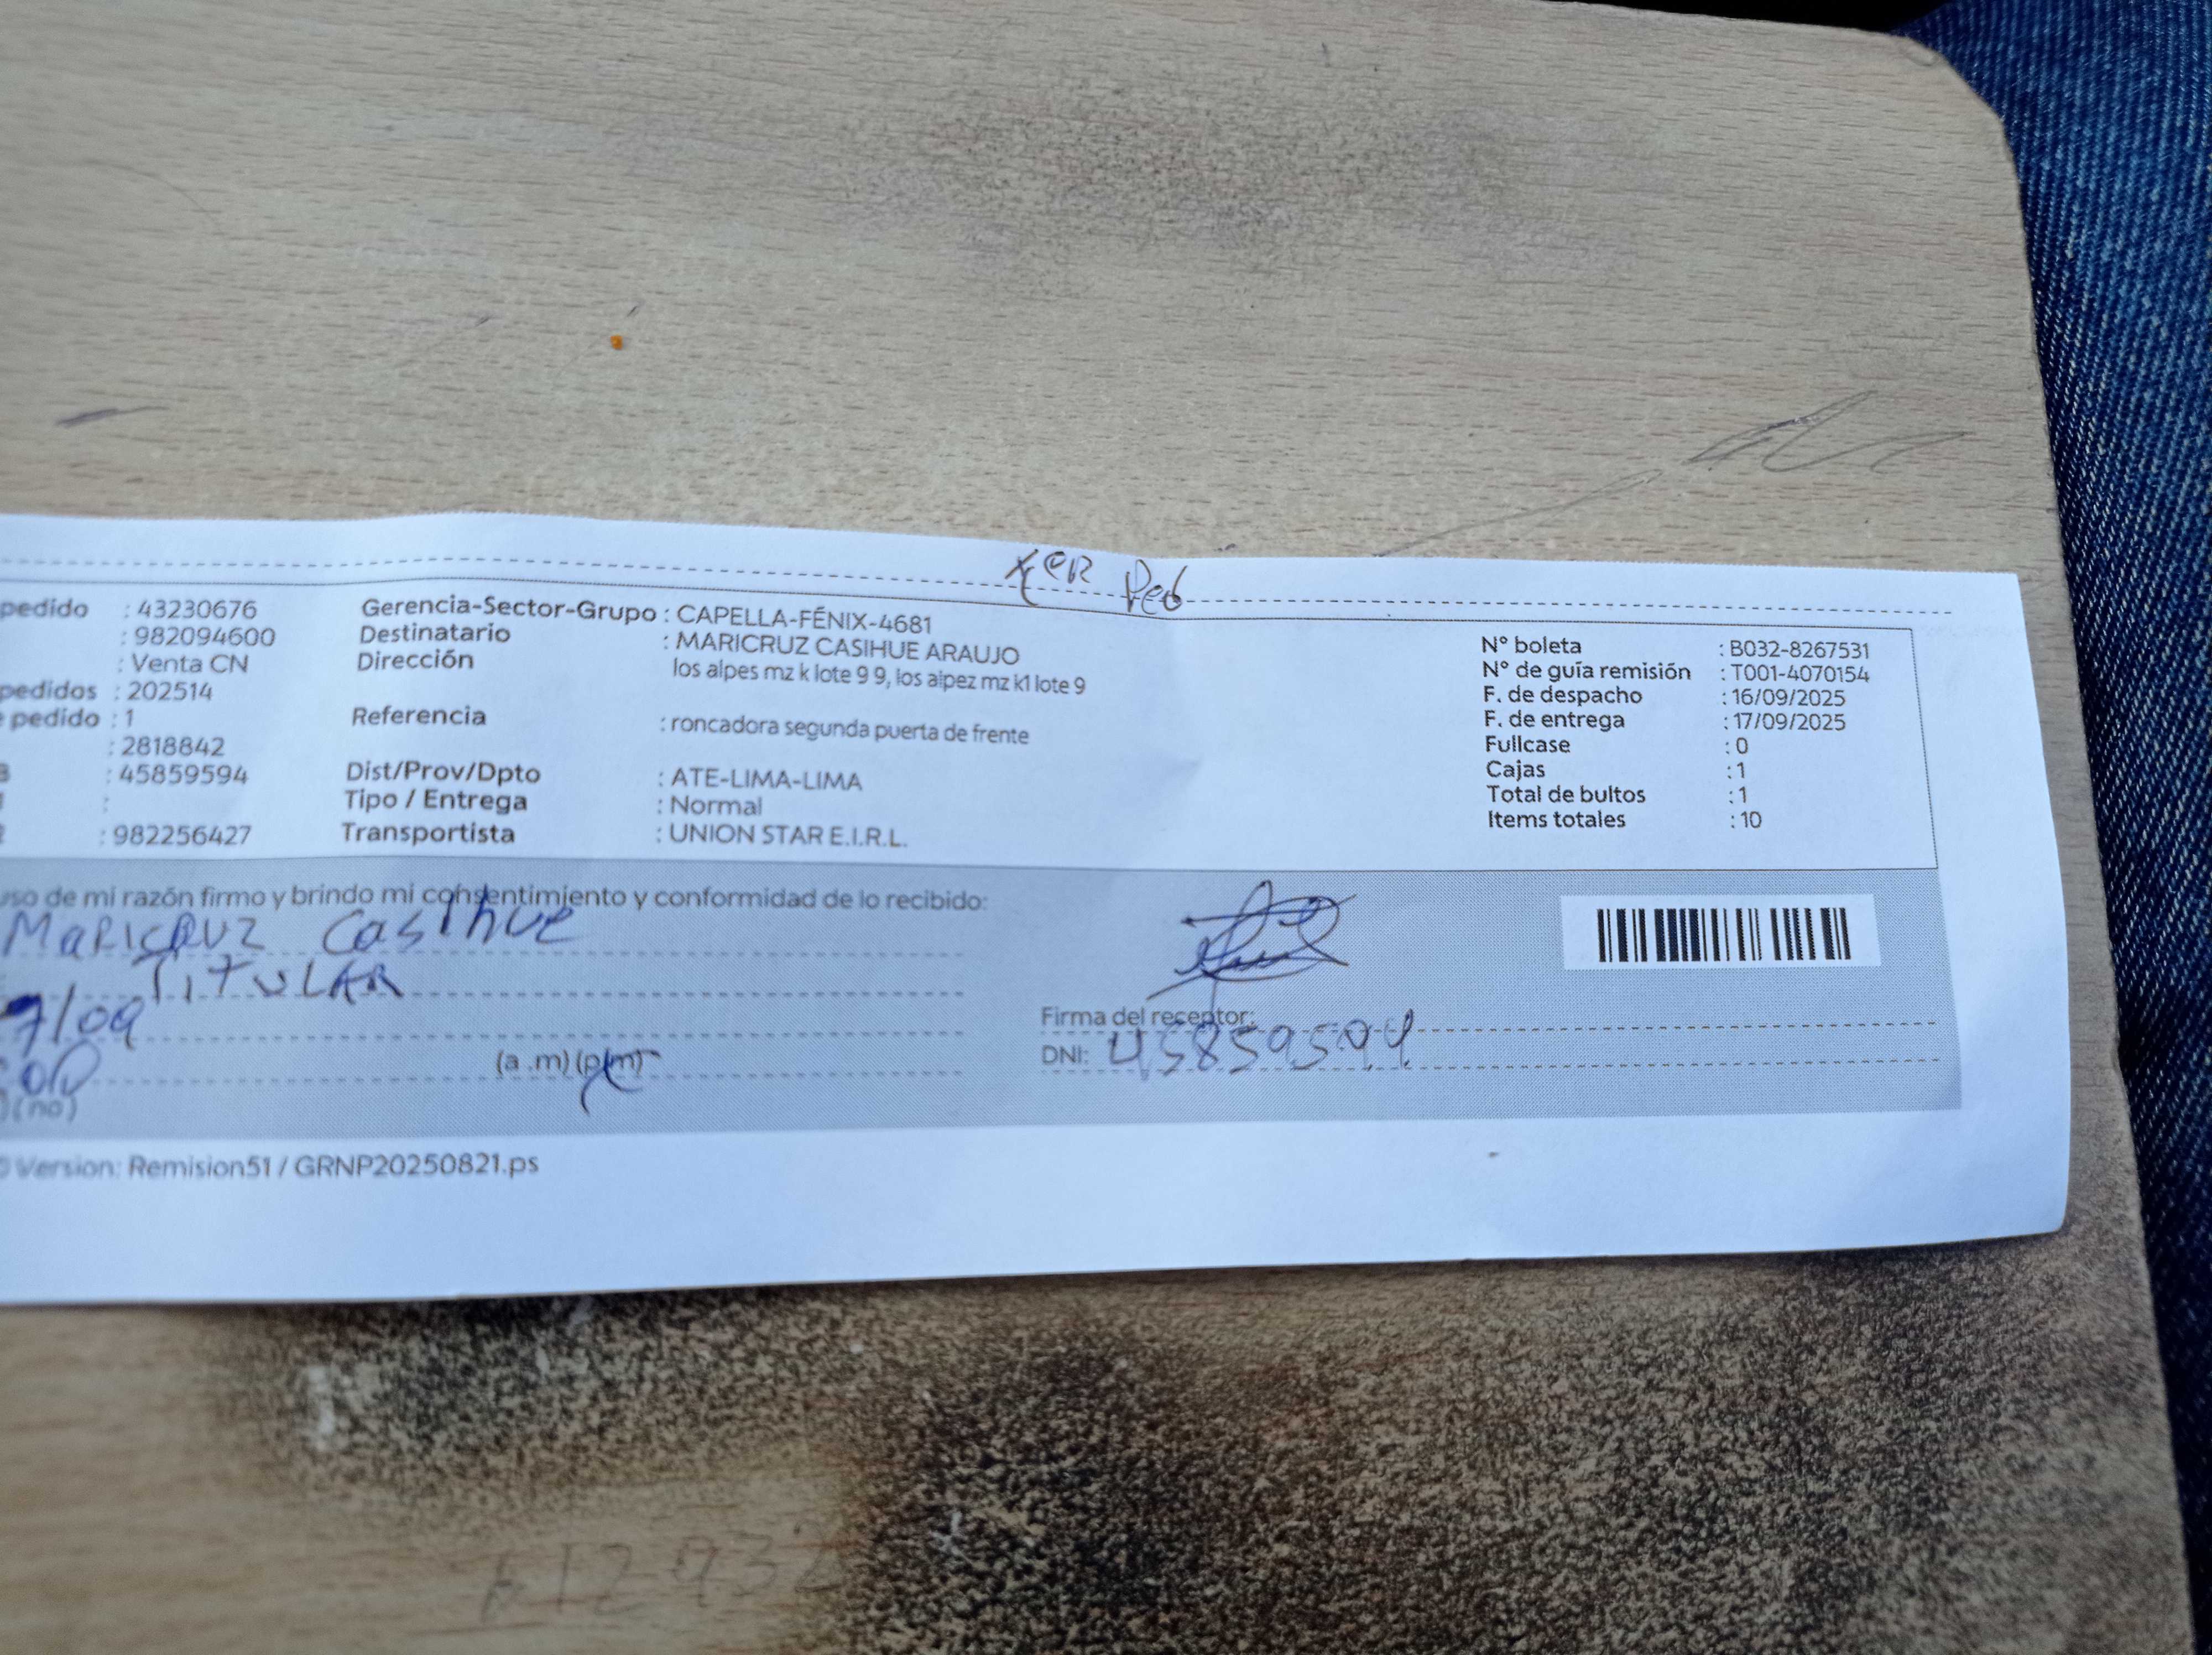 1ER Ped
pedido : 43230676
: 982094600
: Venta CN
pedidos : 202514
pedido : 1
: 2818842
: 45859594
:
: 982256427
Gerencia-Sector-Grupo : CAPELLA-FÉNIX-4681
Destinatario : MARICRUZ CASIHUE ARAUJO
Dirección los alpes mz k lote 9 9, los alpez mz k1 lote 9
Referencia : roncadora segunda puerta de frente
Dist/Prov/Dpto : ATE-LIMA-LIMA
Tipo / Entrega : Normal
Transportista : UNION STAR E.I.R.L.
N° boleta : B032-8267531
N° de guía remisión : T001-4070154
F. de despacho : 16/09/2025
F. de entrega : 17/09/2025
Fullcase : 0
Cajas : 1
Total de bultos : 1
Items totales : 10
uso de mi razón firmo y brindo mi consentimiento y conformidad de lo recibido:
MARICRUZ Casihue
TITULAR
7/09
(a .m) (p.m)
(no)
Firma del receptor:
DNI: 45859594
Version: Remision51 / GRNP20250821.ps